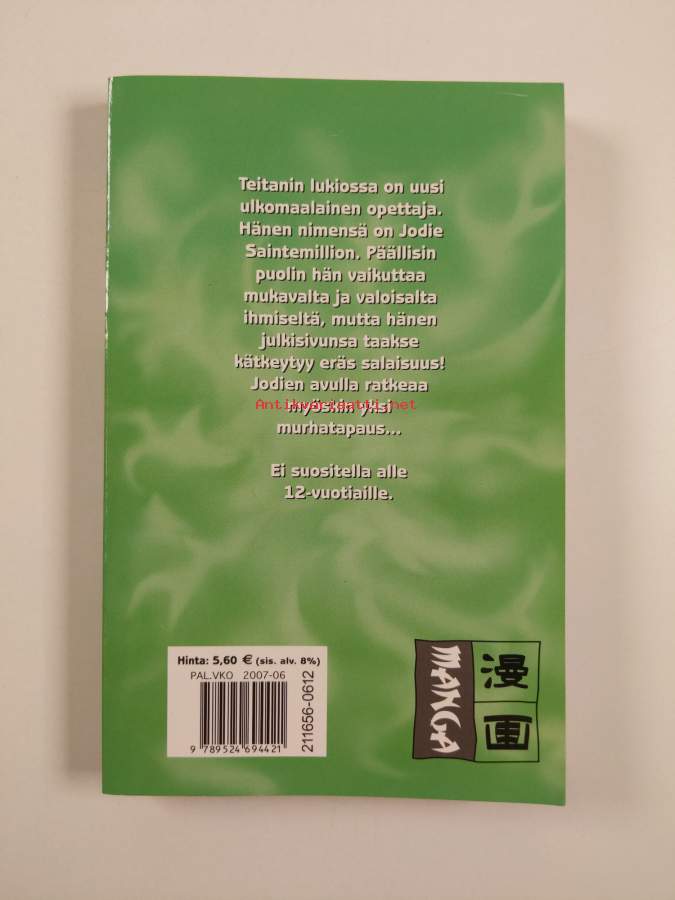 Teitanin lukiossa on uusi
ulkomaalainen opettaja.
Hänen nimensä on Jodie
Saintemillion. Päällisin
puolin hän vaikuttaa
mukavalta ja valoisalta
ihmiseltä, mutta hänen
julkisivunsa taakse
kätkeytyy eräs salaisuus!
Jodien avulla ratkeaa
myöskin yksi
Antikvariaatti.net
murhatapaus...
Ei suositella alle
12-vuotiaille.
Hinta: 5,60 € (sis. alv. 8%)
PAL.VKO 2007-06
9 789524 694421
211656-0612
MANGA
漫
画